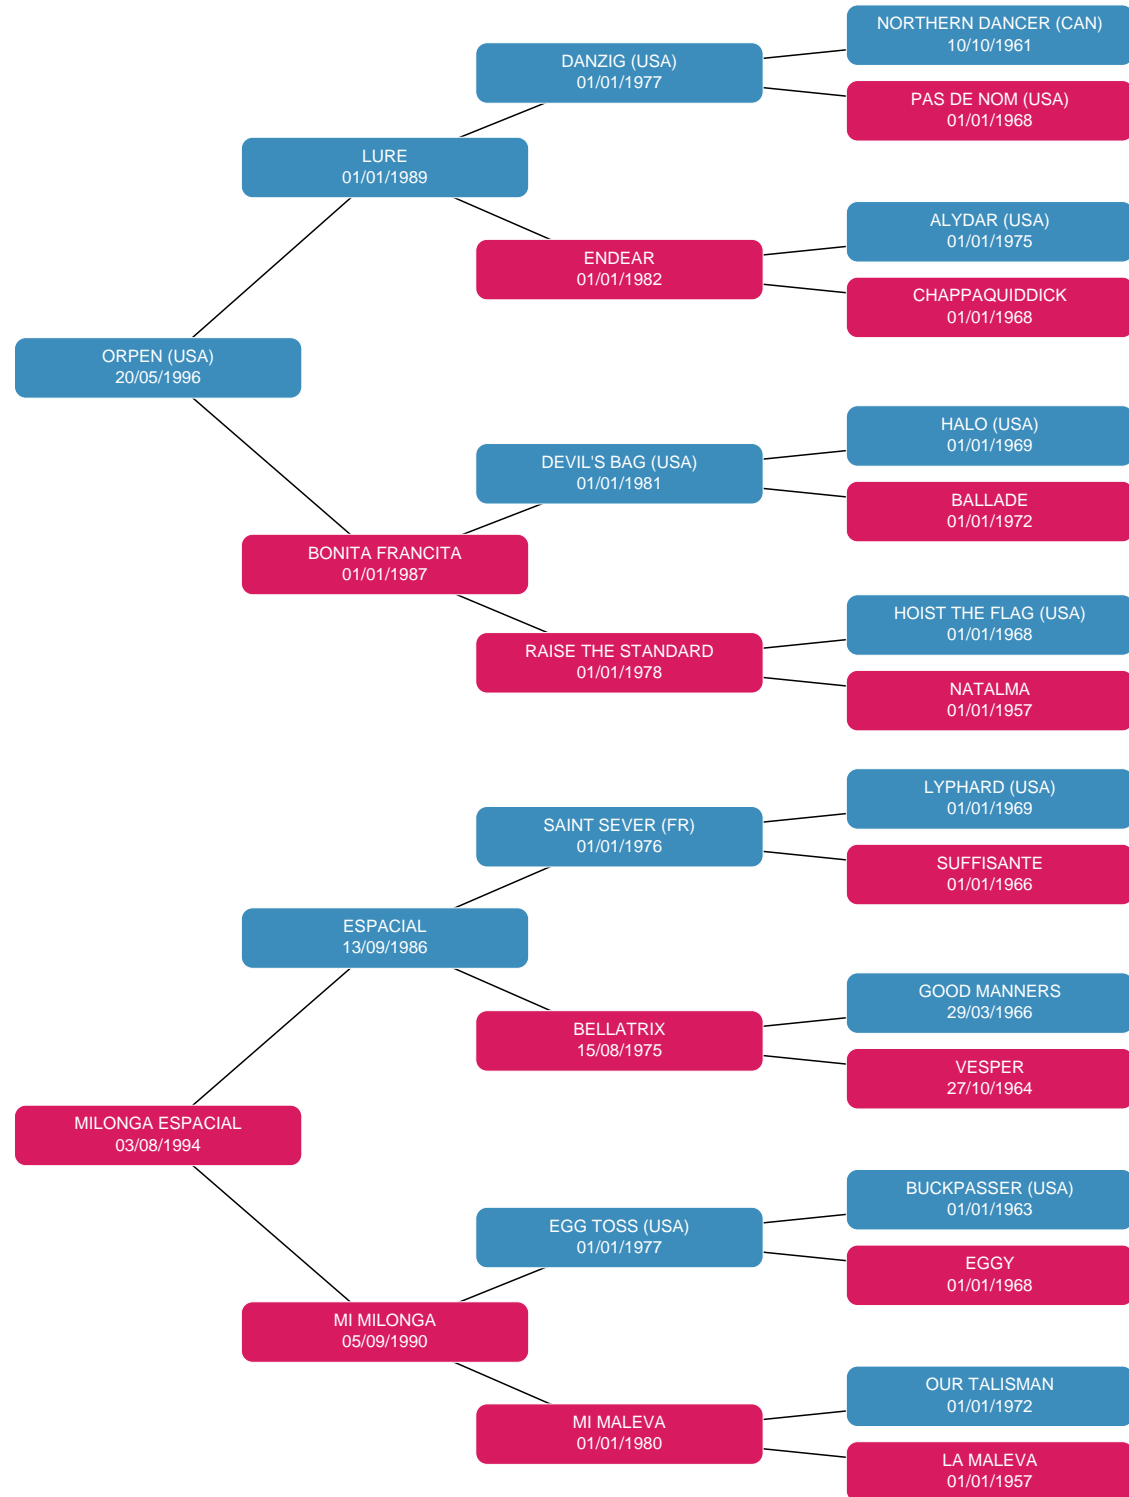 NORTHERN DANCER (CAN)
10/10/1961
DANZIG (USA)
01/01/1977
PAS DE NOM (USA)
01/01/1968
LURE
01/01/1989
ALYDAR (USA)
01/01/1975
ENDEAR
01/01/1982
CHAPPAQUIDDICK
01/01/1968
ORPEN (USA)
20/05/1996
HALO (USA)
01/01/1969
DEVIL'S BAG (USA)
01/01/1981
BALLADE
01/01/1972
BONITA FRANCITA
01/01/1987
HOIST THE FLAG (USA)
01/01/1968
RAISE THE STANDARD
01/01/1978
NATALMA
01/01/1957
LYPHARD (USA)
01/01/1969
SAINT SEVER (FR)
01/01/1976
SUFFISANTE
01/01/1966
ESPACIAL
13/09/1986
GOOD MANNERS
29/03/1966
BELLATRIX
15/08/1975
VESPER
27/10/1964
MILONGA ESPACIAL
03/08/1994
BUCKPASSER (USA)
01/01/1963
EGG TOSS (USA)
01/01/1977
EGGY
01/01/1968
MI MILONGA
05/09/1990
OUR TALISMAN
01/01/1972
MI MALEVA
01/01/1980
LA MALEVA
01/01/1957